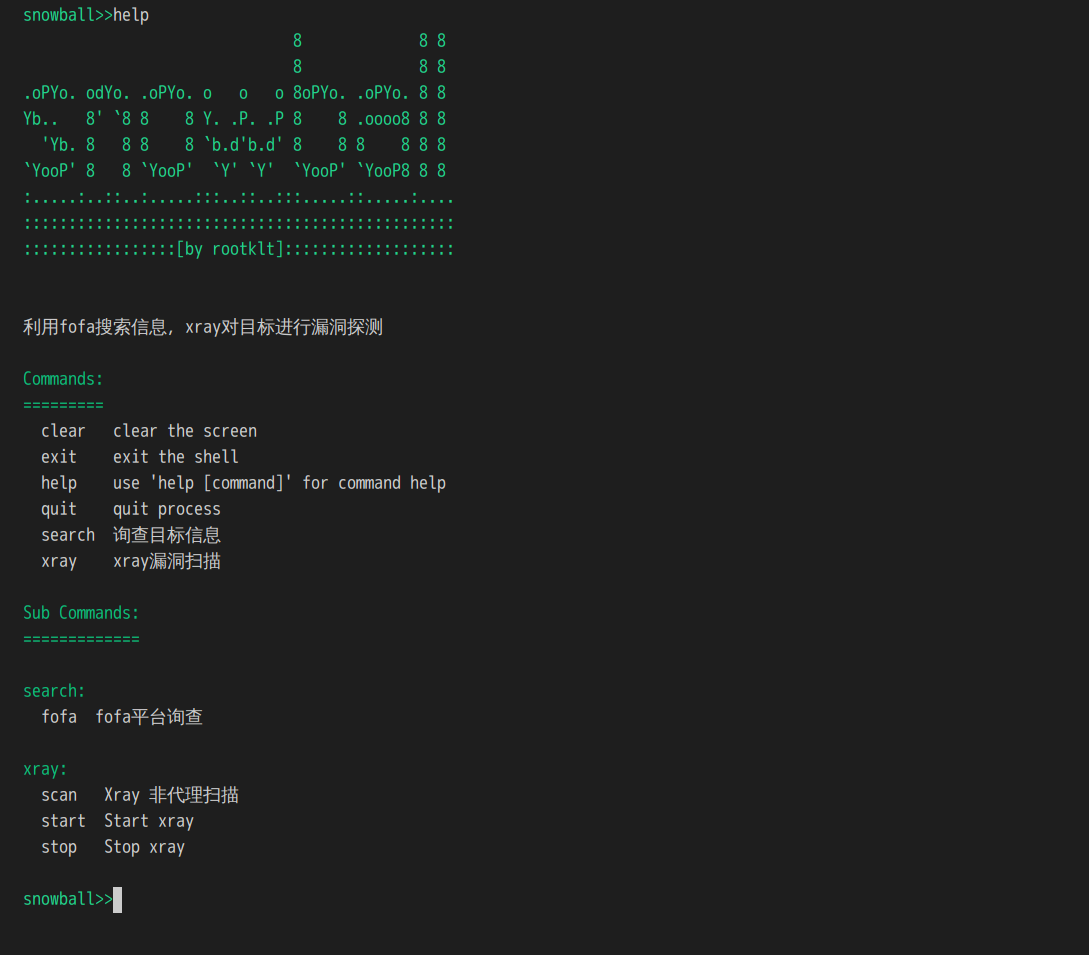 snowball>>help
                              8             8 8
                              8             8 8
.oPYo. odYo. .oPYo. o   o   o 8oPYo. .oPYo. 8 8
Yb..   8' `8 8    8 Y. .P. .P 8    8 .oooo8 8 8
  'Yb. 8   8 8    8 `b.d'b.d' 8    8 8    8 8 8
`YooP' 8   8 `YooP'  `Y' `Y'  `YooP' `YooP8 8 8
:.....:..::..:.....:::..::..:::.....::.....:....
::::::::::::::::::::::::::::::::::::::::::::::::
:::::::::::::::::[by rootklt]:::::::::::::::::::
利用fofa搜索信息, xray对目标进行漏洞探测
Commands:
=========
  clear   clear the screen
  exit    exit the shell
  help    use 'help [command]' for command help
  quit    quit process
  search  询查目标信息
  xray    xray漏洞扫描
Sub Commands:
=============
search:
  fofa  fofa平台询查
xray:
  scan   Xray 非代理扫描
  start  Start xray
  stop   Stop xray
snowball>>